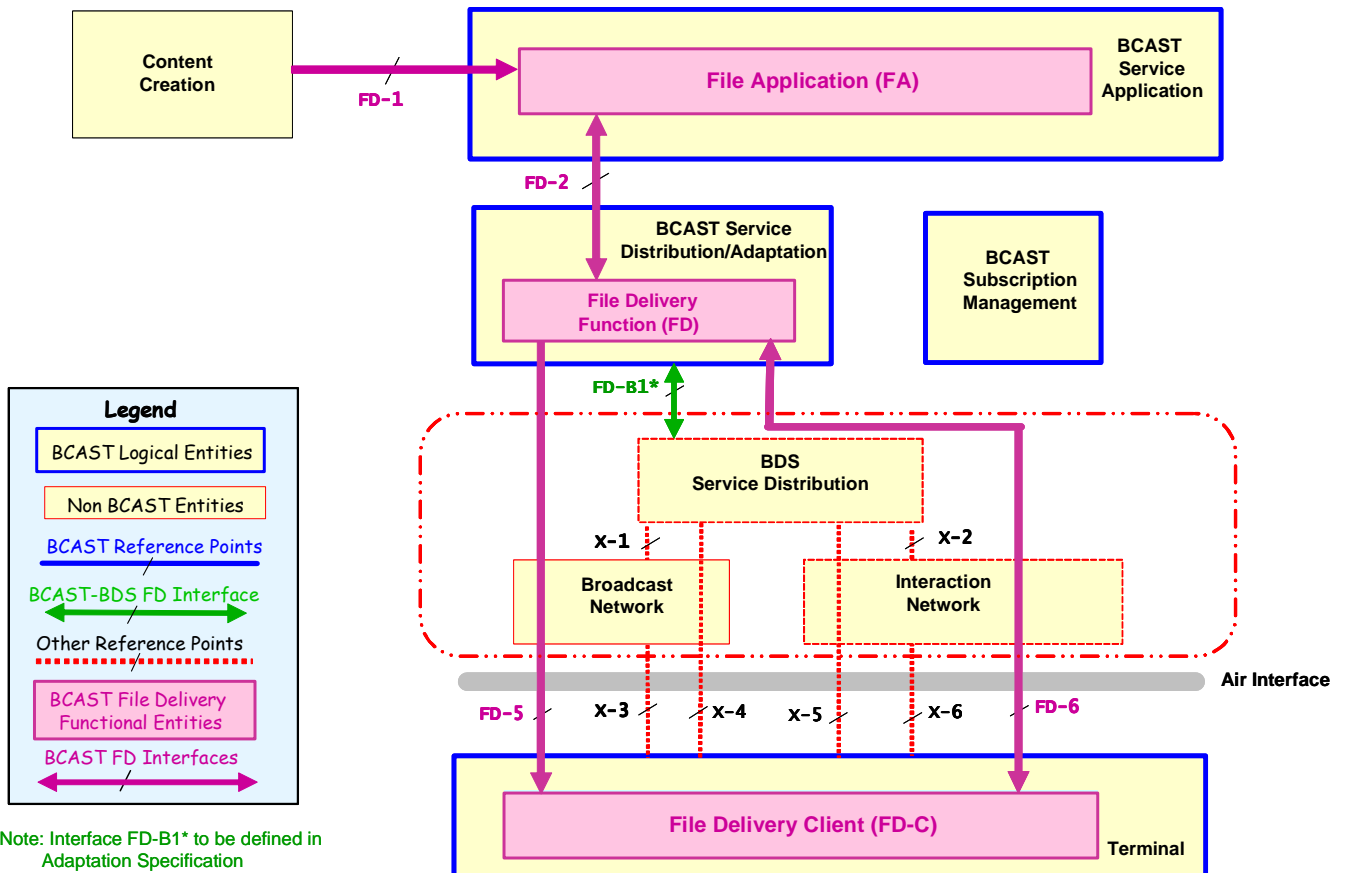 Content
Creation
FD-1
File Application (FA)
BCAST
Service
Application
FD-2
BCAST Service
Distribution/Adaptation
File Delivery
Function (FD)
BCAST
Subscription
Management
FD-B1*
BDS
Service Distribution
X-1
X-2
Broadcast
Network
Interaction
Network
Air Interface
FD-5
X-3
X-4
X-5
X-6
FD-6
File Delivery Client (FD-C)
Terminal
Legend
BCAST Logical Entities
Non BCAST Entities
BCAST Reference Points
BCAST-BDS FD Interface
Other Reference Points
BCAST File Delivery
Functional Entities
BCAST FD Interfaces
Note: Interface FD-B1* to be defined in
Adaptation Specification